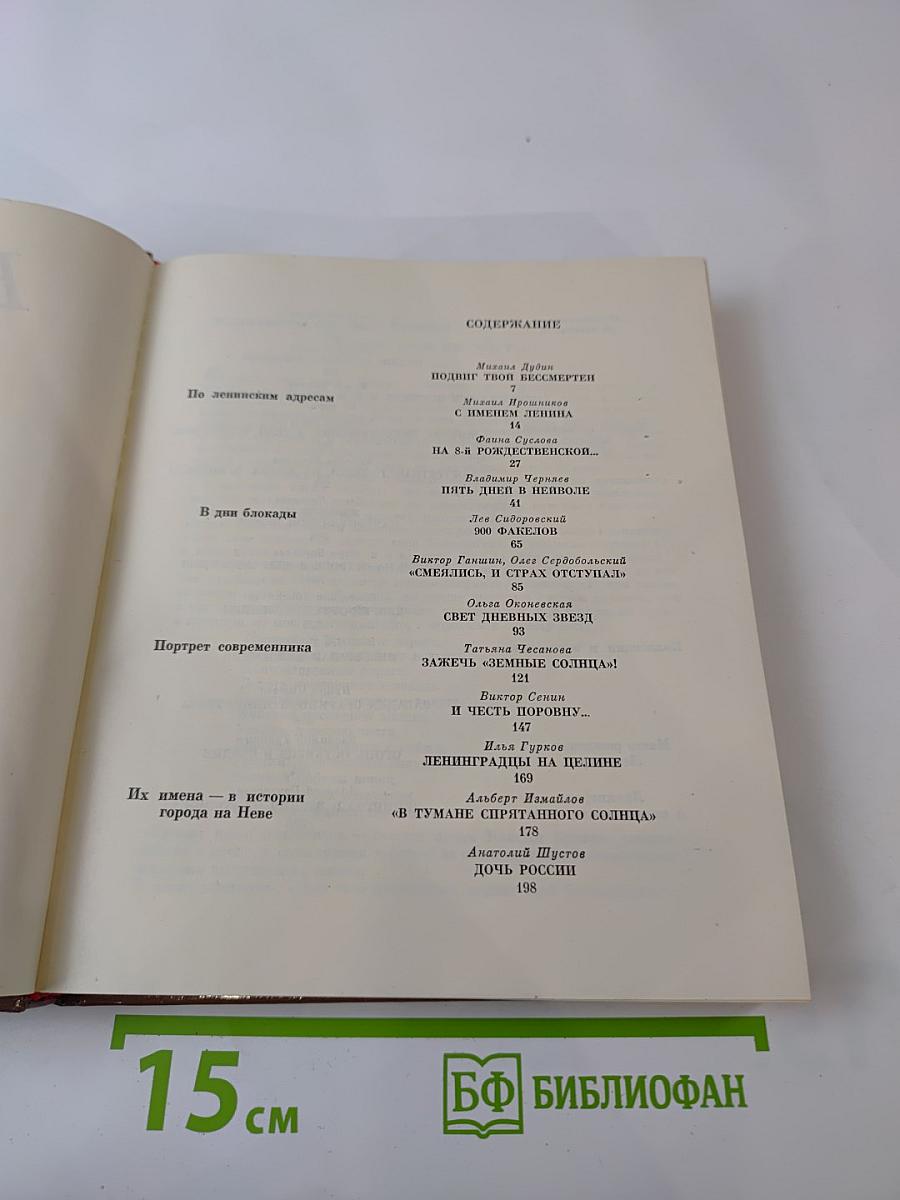 СОДЕРЖАНИЕ
Михаил Дудин
ПОДВИГ ТВОЙ БЕССМЕРТЕН
7
По ленинским адресам
Михаил Ирошников
С ИМЕНЕМ ЛЕНИНА
14
Фаина Суслова
НА 8-й РОЖДЕСТВЕНСКОЙ...
27
Владимир Черняев
ПЯТЬ ДНЕЙ В НЕЙВОЛЕ
41
В дни блокады
Лев Сидоровский
900 ФАКЕЛОВ
65
Виктор Ганшин, Олег Сердобольский
«СМЕЯЛИСЬ, И СТРАХ ОТСТУПАЛ»
85
Ольга Оконевская
СВЕТ ДНЕВНЫХ ЗВЕЗД
93
Портрет современника
Татьяна Чесанова
ЗАЖЕЧЬ «ЗЕМНЫЕ СОЛНЦА»!
121
Виктор Сенин
И ЧЕСТЬ ПОРОВНУ...
147
Илья Гурков
ЛЕНИНГРАДЦЫ НА ЦЕЛИНЕ
169
Их имена — в истории
города на Неве
Альберт Измайлов
«В ТУМАНЕ СПРЯТАННОГО СОЛНЦА»
178
Анатолий Шустов
ДОЧЬ РОССИИ
198
15 см
БФ БИБЛИОФАН